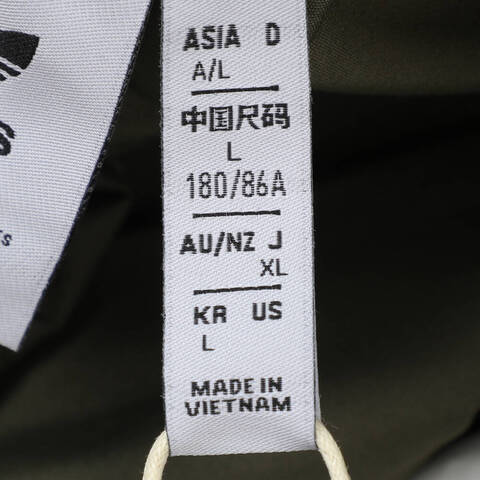 ASIA D
A/L
中国尺码
L
180/86A
AU/NZ J
XL
KR US
L
MADE IN
VIETNAM